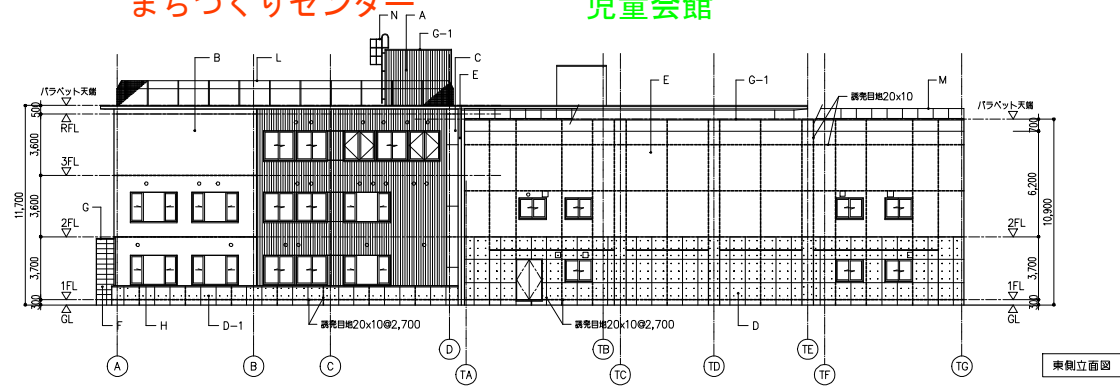 まちづくりセンター
児童会館
N
A
G-1
B
L
C
E
E
G-1
M
誘発目地20x10
パラペット天端
パラペット天端
500
RFL
3,600
3FL
3,600
11,700
G
2FL
3,700
1FL
300
GL
700
6,200
10,900
2FL
3,700
1FL
300
GL
F
H
D-1
誘発目地20x10@2,700
誘発目地20x10@2,700
D
A
B
C
D
TA
TB
TC
TD
TE
TF
TG
東側立面図